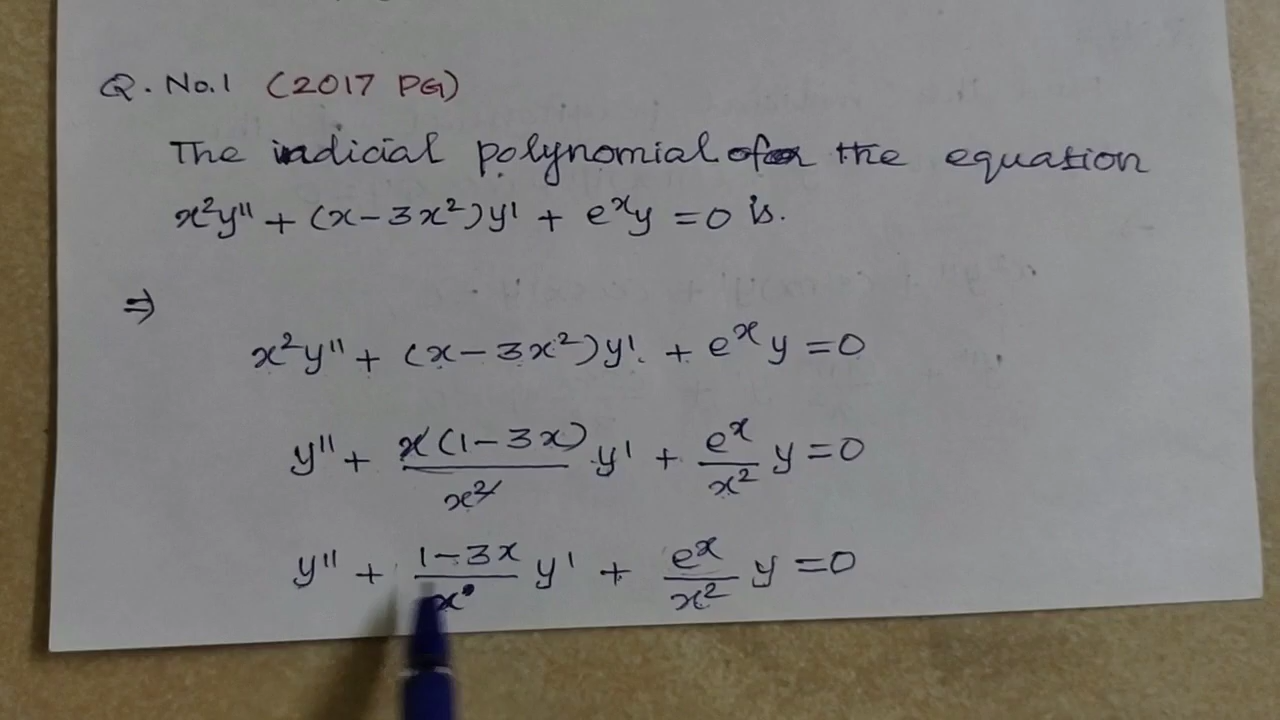 Q. No.1 (2017 PG)
The indicial polynomial of the equation
x²y'' + (x-3x²)y' + eˣy = 0 is.
⇒
x²y'' + (x-3x²)y' + eˣy = 0
y'' + x(1-3x)/x² y' + eˣ/x² y = 0
y'' + 1-3x/x y' + eˣ/x² y = 0